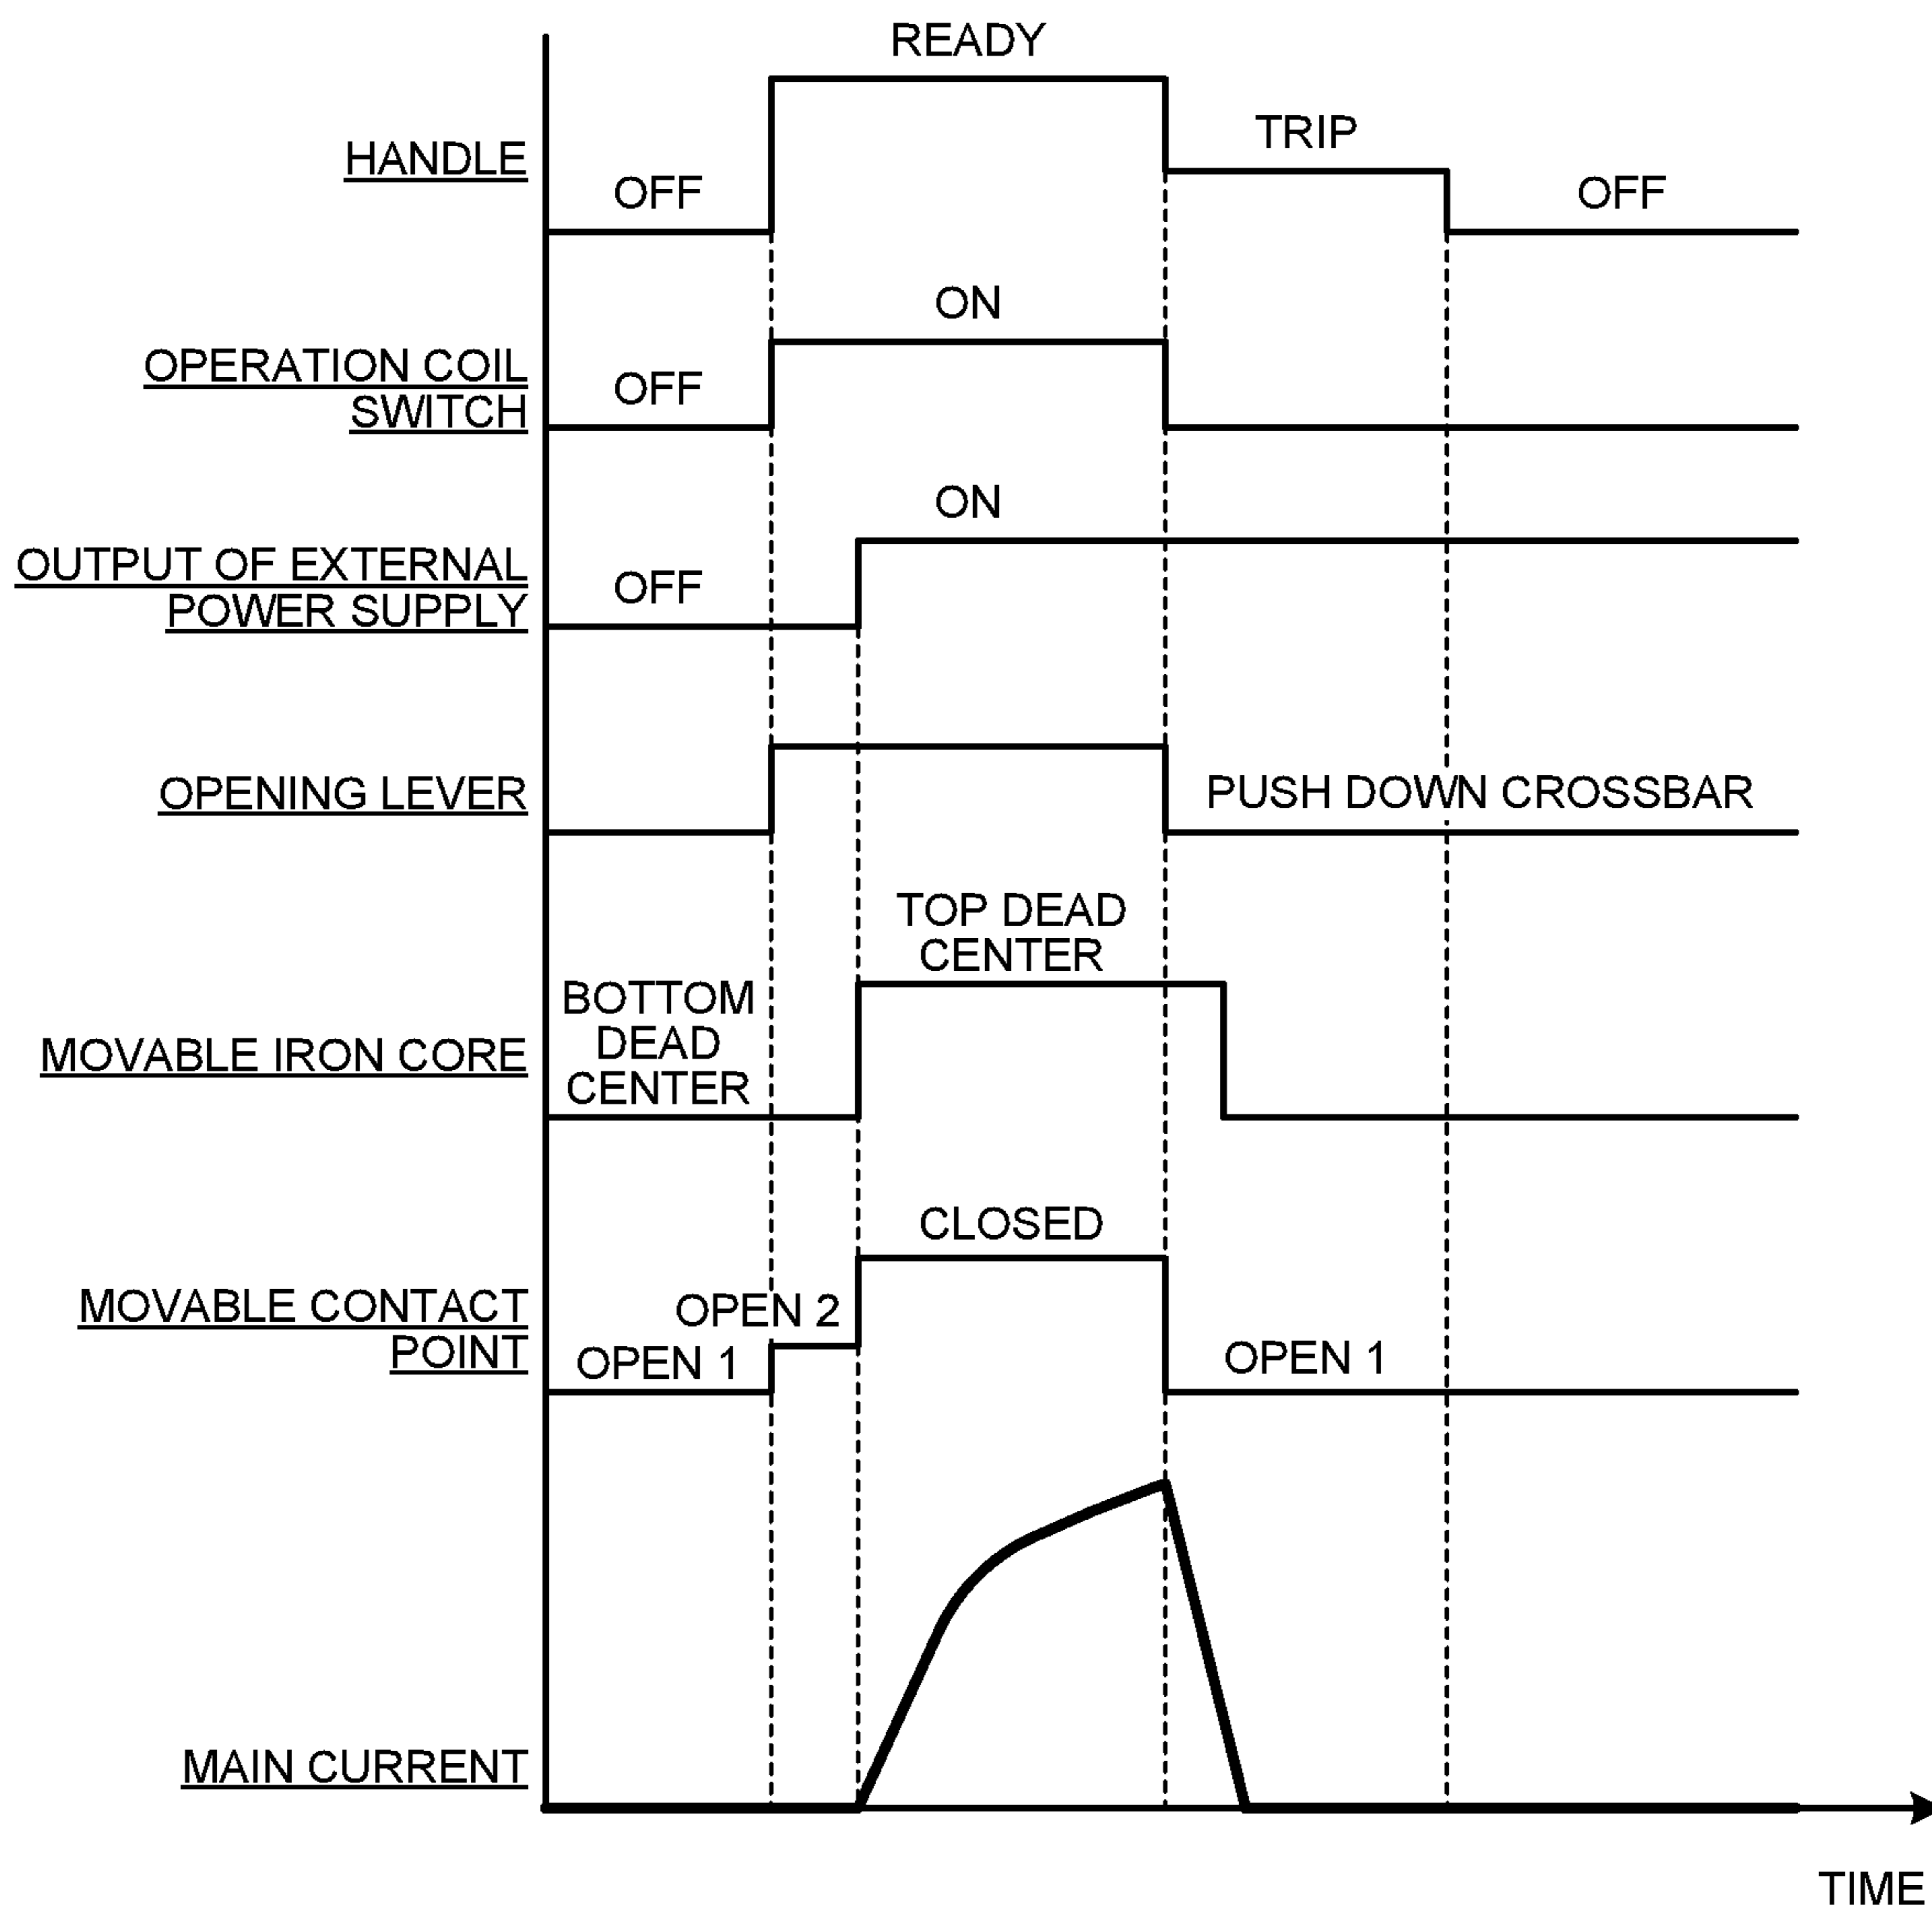 READY
HANDLE
OFF
TRIP
OFF
ON
OPERATION COIL
SWITCH
OFF
ON
OUTPUT OF EXTERNAL
POWER SUPPLY
OFF
OPENING LEVER
PUSH DOWN CROSSBAR
TOP DEAD
CENTER
MOVABLE IRON CORE
BOTTOM
DEAD
CENTER
CLOSED
MOVABLE CONTACT
POINT
OPEN 2
OPEN 1
OPEN 1
MAIN CURRENT
TIME